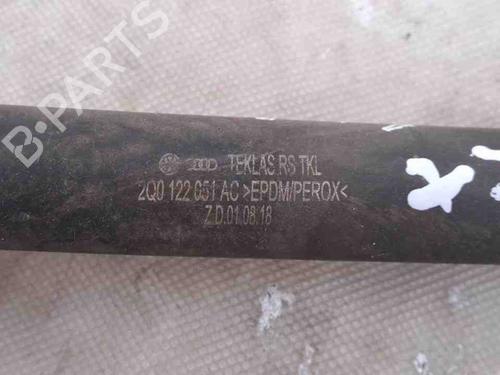 B-PARTS
TEKLAS RS TKL
2Q0 122 051 AC >EPDM/PEROX<
Z.D.01.08.18